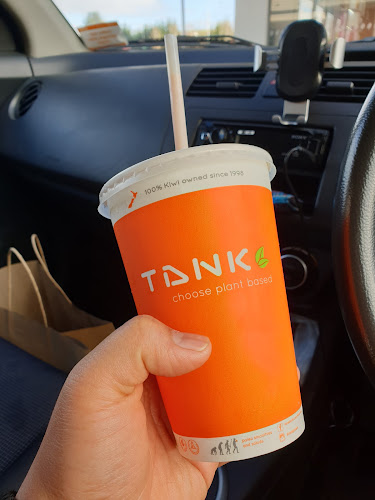 100% Kiwi owned since 1998
TANK
choose plant based